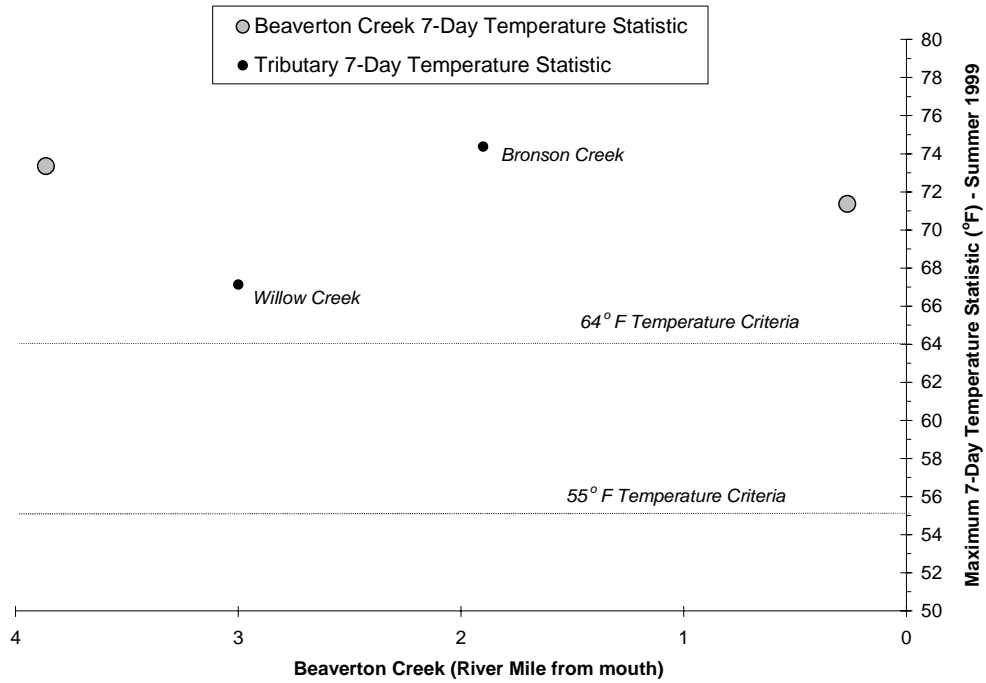 Beaverton Creek 7-Day Temperature Statistic
Tributary 7-Day Temperature Statistic
80
78
76
74
72
70
68
66
64
62
60
58
56
54
52
50
Maximum 7-Day Temperature Statistic (°F) - Summer 1999
Bronson Creek
Willow Creek
64° F Temperature Criteria
55° F Temperature Criteria
4 3 2 1 0
Beaverton Creek (River Mile from mouth)